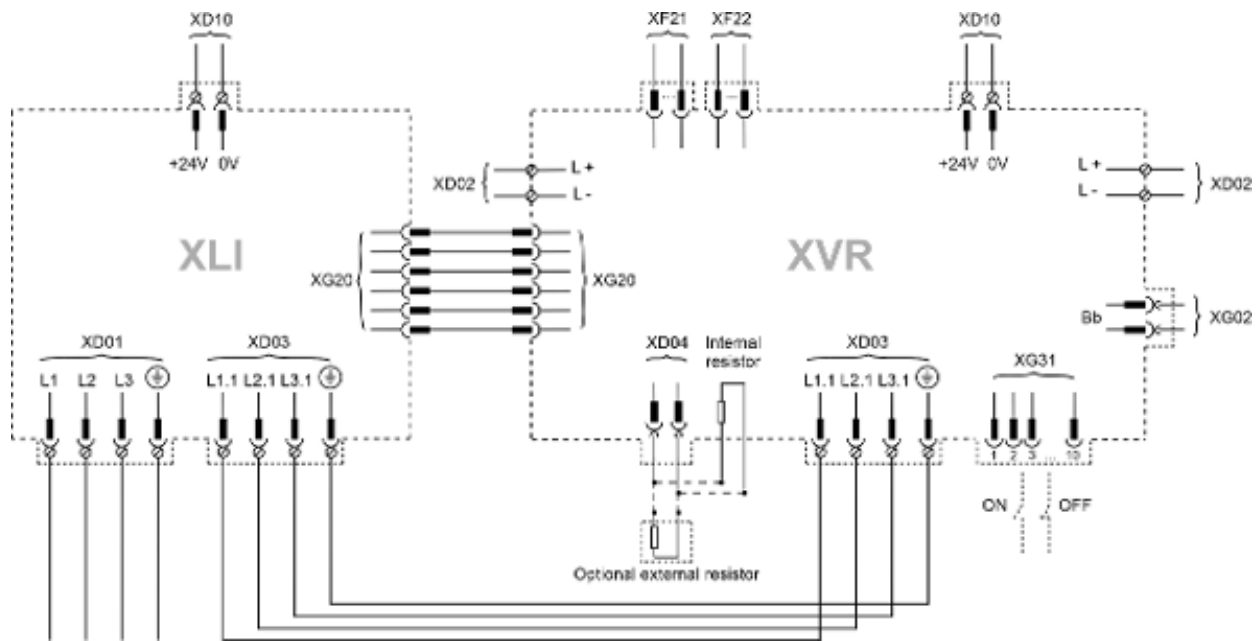 XD10 XF21 XF22 XD10
+24V 0V +24V 0V
XD02 L + L + XD02
L - L -
XLI XVR
XG20 XG20
Bb XG02
XD01 XD03 XD04 Internal resistor XD03 XG31
L1 L2 L3 L1.1 L2.1 L3.1 L1.1 L2.1 L3.1
1 2 3 ... 10
ON OFF
Optional external resistor